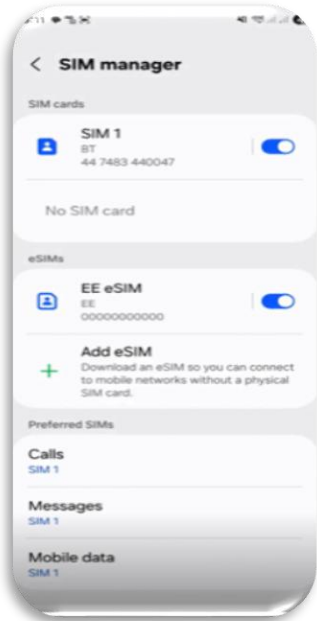 SIM manager
SIM cards
SIM 1
BT
44 7483 440047
No SIM card
eSIMs
EE eSIM
EE
00000000000
Add eSIM
Download an eSIM so you can connect
to mobile networks without a physical
SIM card.
Preferred SIMs
Calls
SIM 1
Messages
SIM 1
Mobile data
SIM 1